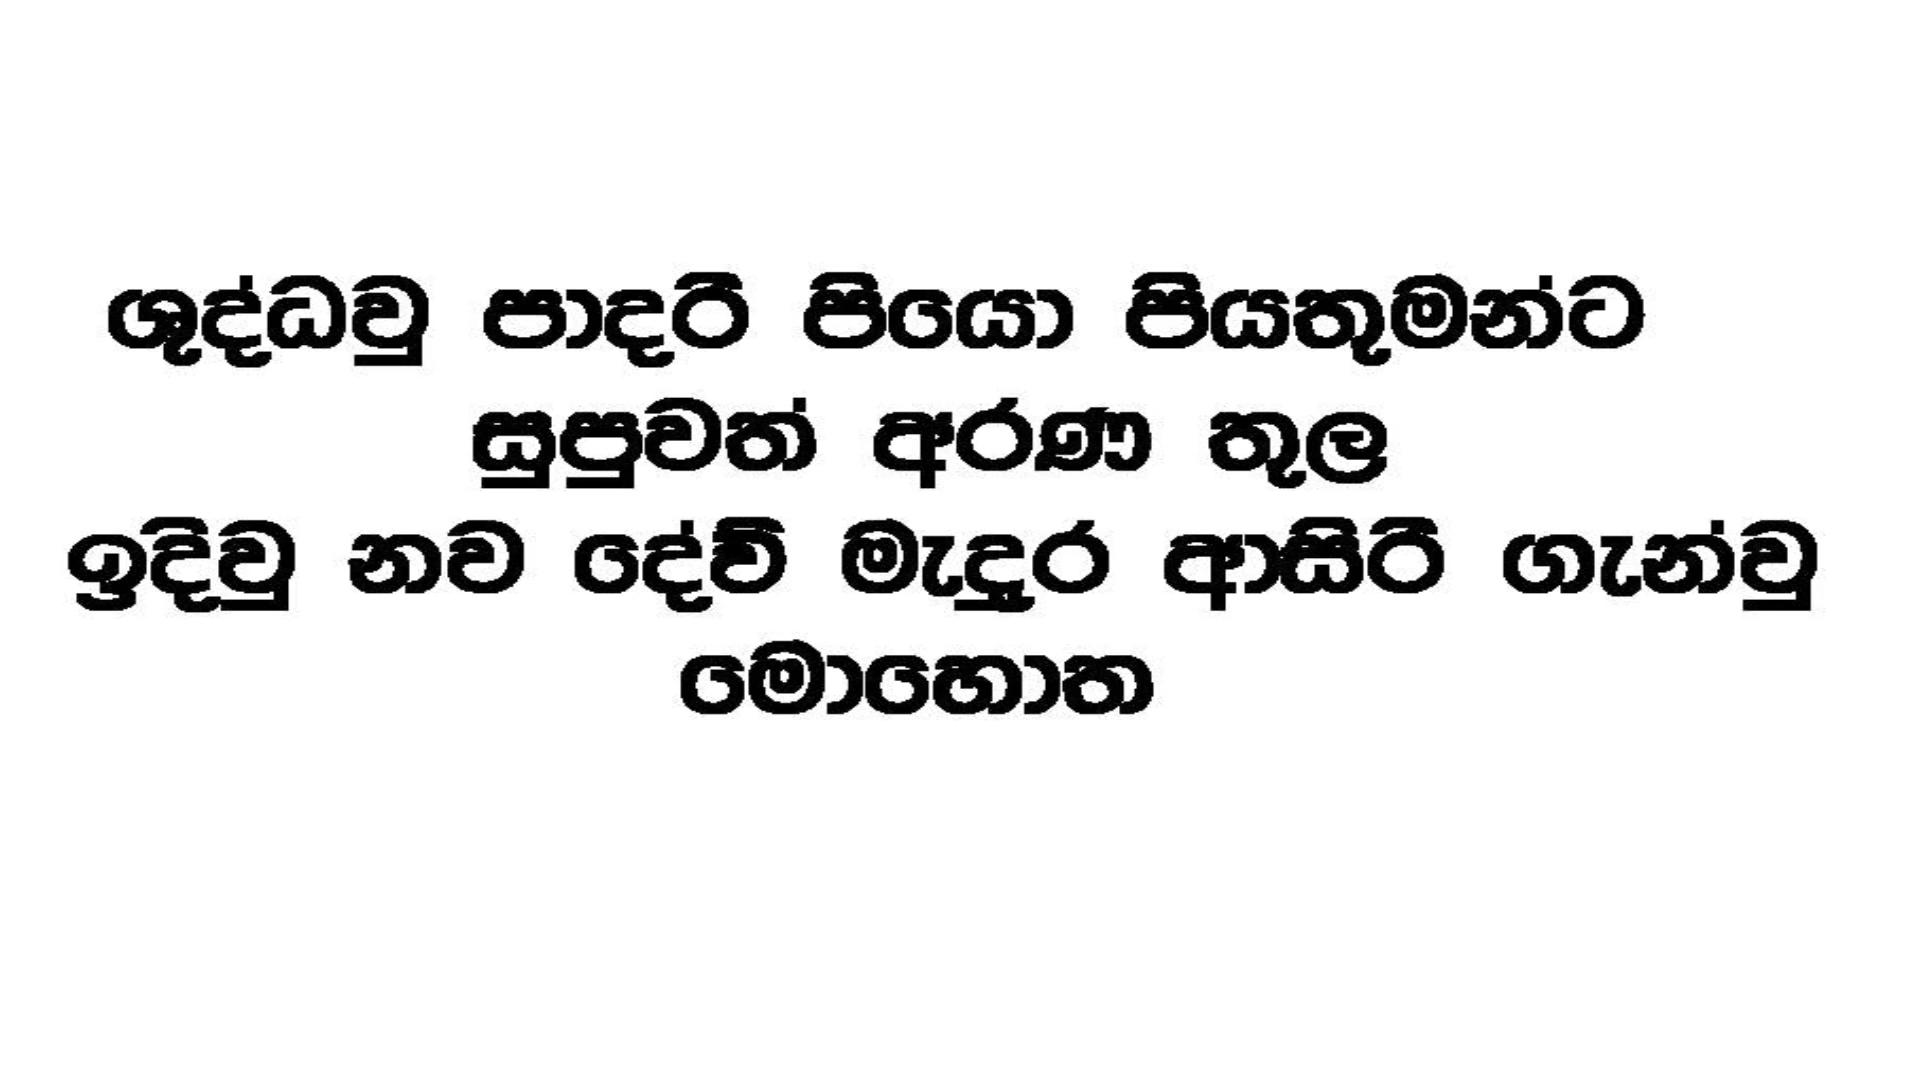 ශුද්ධවු පාදරි පියෝ පියතුමන්ට
සුපුවත් අරණ තුල
ඉදිවු නව දේව් මැදුර ආසිරි ගැන්වු
මොහොත